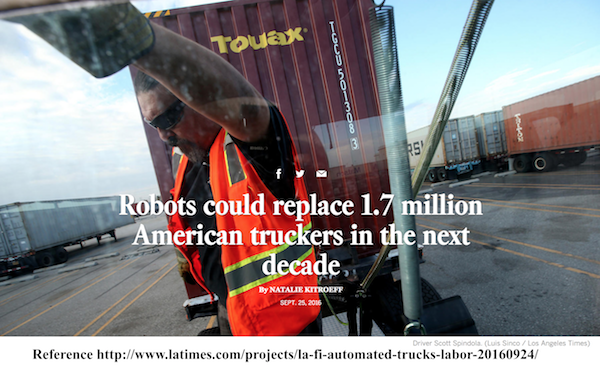 Touax
TGCU 501308 3
Touax
Robots could replace 1.7 million
American truckers in the next
decade
By NATALIE KITROEFF
SEPT. 25, 2016
Driver Scott Spindola. (Luis Sinco / Los Angeles Times)
Reference http://www.latimes.com/projects/la-fi-automated-trucks-labor-20160924/